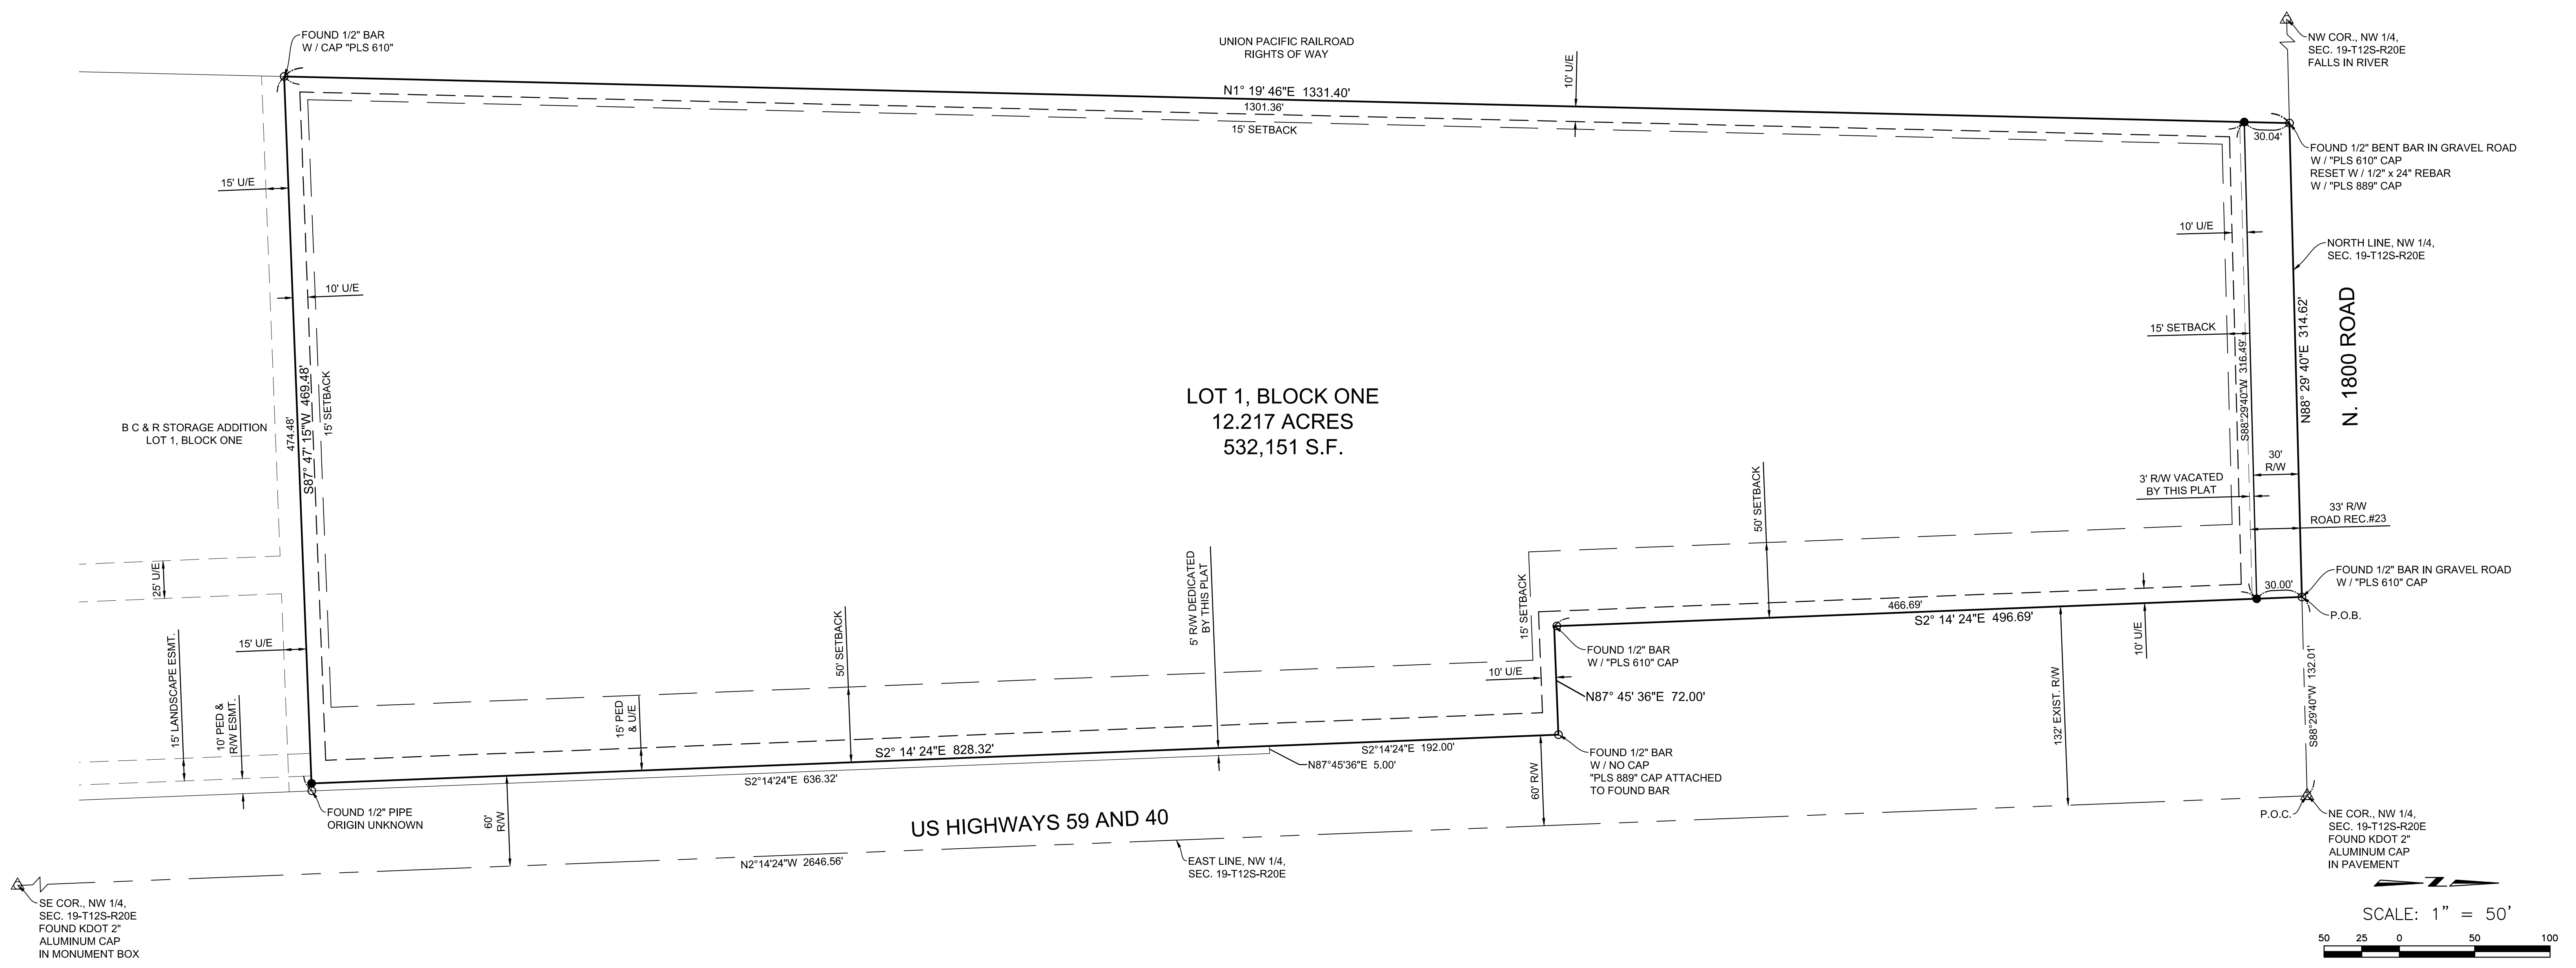 FOUND 1/2" BAR
W / CAP "PLS 610"
UNION PACIFIC RAILROAD
RIGHTS OF WAY
10' U/E
NW COR., NW 1/4,
SEC. 19-T12S-R20E
FALLS IN RIVER
N1° 19' 46"E 1331.40'
1301.36'
15' SETBACK
30.04'
FOUND 1/2" BENT BAR IN GRAVEL ROAD
W / "PLS 610" CAP
RESET W / 1/2" x 24" REBAR
W / "PLS 889" CAP
15' U/E
10' U/E
10' U/E
NORTH LINE, NW 1/4,
SEC. 19-T12S-R20E
15' SETBACK
S88°29'40"W 316.49'
N88° 29' 40"E 314.62'
N. 1800 ROAD
474.48'
S87° 47' 15"W 469.48'
15' SETBACK
B C & R STORAGE ADDITION
LOT 1, BLOCK ONE
LOT 1, BLOCK ONE
12.217 ACRES
532,151 S.F.
30'
R/W
3' R/W VACATED
BY THIS PLAT
33' R/W
ROAD REC.#23
50' SETBACK
25' U/E
5' R/W DEDICATED
BY THIS PLAT
15' SETBACK
30.00'
FOUND 1/2" BAR IN GRAVEL ROAD
W / "PLS 610" CAP
P.O.B.
466.69'
S2° 14' 24"E 496.69'
10' U/E
15' U/E
15' LANDSCAPE ESMT.
10' PED &
R/W ESMT.
50' SETBACK
15' PED
& U/E
FOUND 1/2" BAR
W / "PLS 610" CAP
10' U/E
N87° 45' 36"E 72.00'
132' EXIST. R/W
S88°29'40"W 132.01'
S2° 14' 24"E 828.32'
S2°14'24"E 192.00'
N87°45'36"E 5.00'
S2°14'24"E 636.32'
60' R/W
FOUND 1/2" BAR
W / NO CAP
"PLS 889" CAP ATTACHED
TO FOUND BAR
FOUND 1/2" PIPE
ORIGIN UNKNOWN
60'
R/W
US HIGHWAYS 59 AND 40
P.O.C.
NE COR., NW 1/4,
SEC. 19-T12S-R20E
FOUND KDOT 2"
ALUMINUM CAP
IN PAVEMENT
N2°14'24"W 2646.56'
EAST LINE, NW 1/4,
SEC. 19-T12S-R20E
SE COR., NW 1/4,
SEC. 19-T12S-R20E
FOUND KDOT 2"
ALUMINUM CAP
IN MONUMENT BOX
Z
SCALE: 1" = 50'
50 25 0 50 100